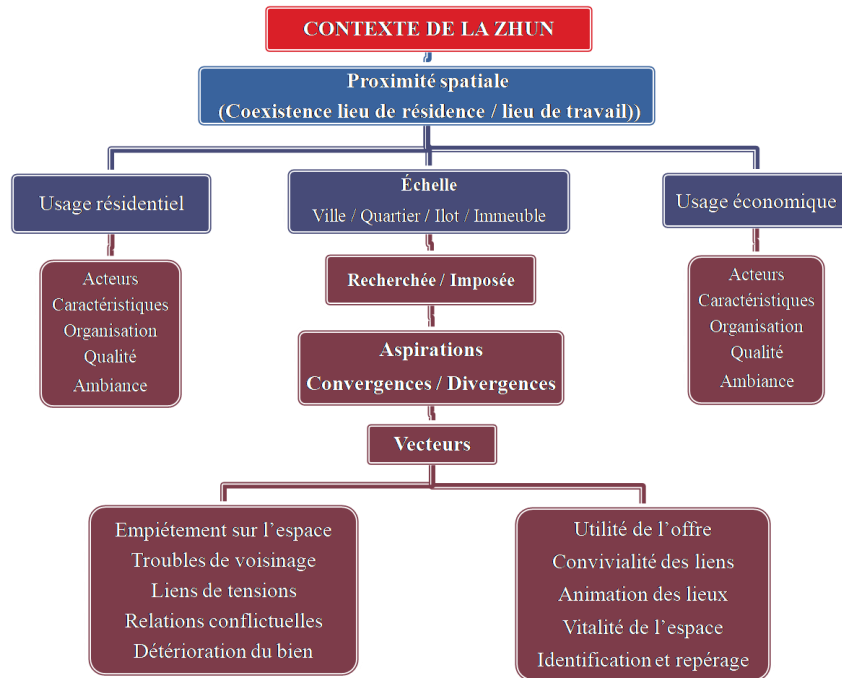 CONTEXTE DE LA ZHUN
Proximité spatiale
(Coexistence lieu de résidence / lieu de travail))
Usage résidentiel
Échelle
Ville / Quartier / Ilot / Immeuble
Usage économique
Acteurs
Caractéristiques
Organisation
Qualité
Ambiance
Recherchée / Imposée
Aspirations
Convergences / Divergences
Vecteurs
Acteurs
Caractéristiques
Organisation
Qualité
Ambiance
Empiétement sur l’espace
Troubles de voisinage
Liens de tensions
Relations conflictuelles
Détérioration du bien
Utilité de l’offre
Convivialité des liens
Animation des lieux
Vitalité de l’espace
Identification et repérage